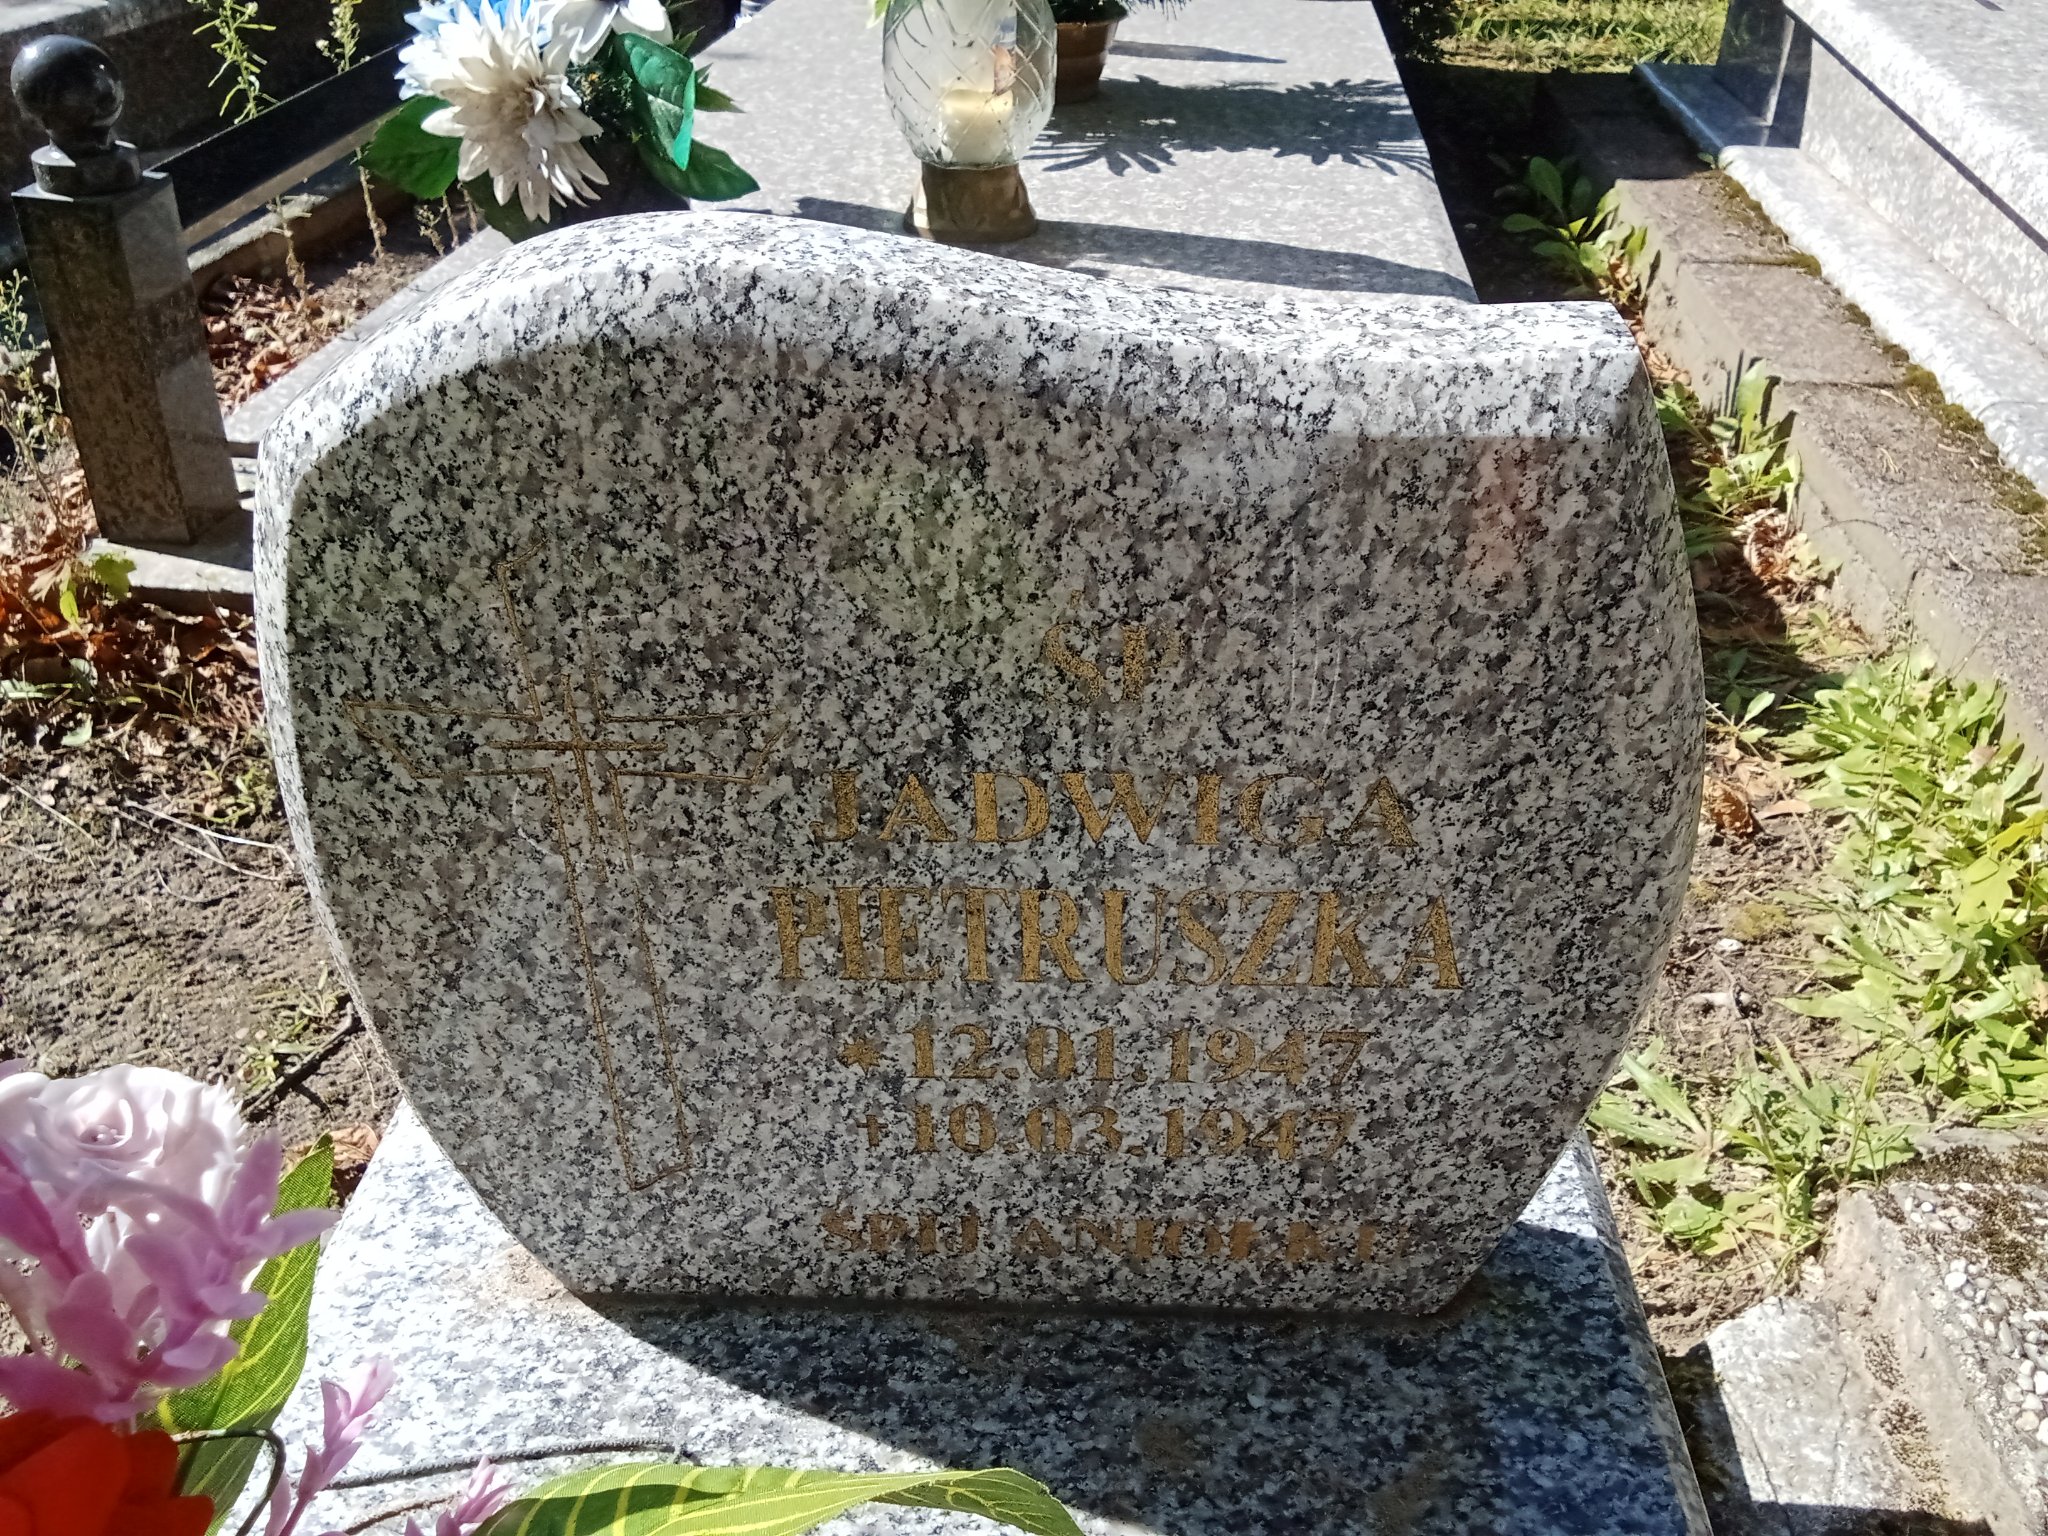 ŚP
JADWIGA
PIETRUSZKA
* 12.01.1947
+ 10.03.1947
ŚPIJ ANIOŁKU